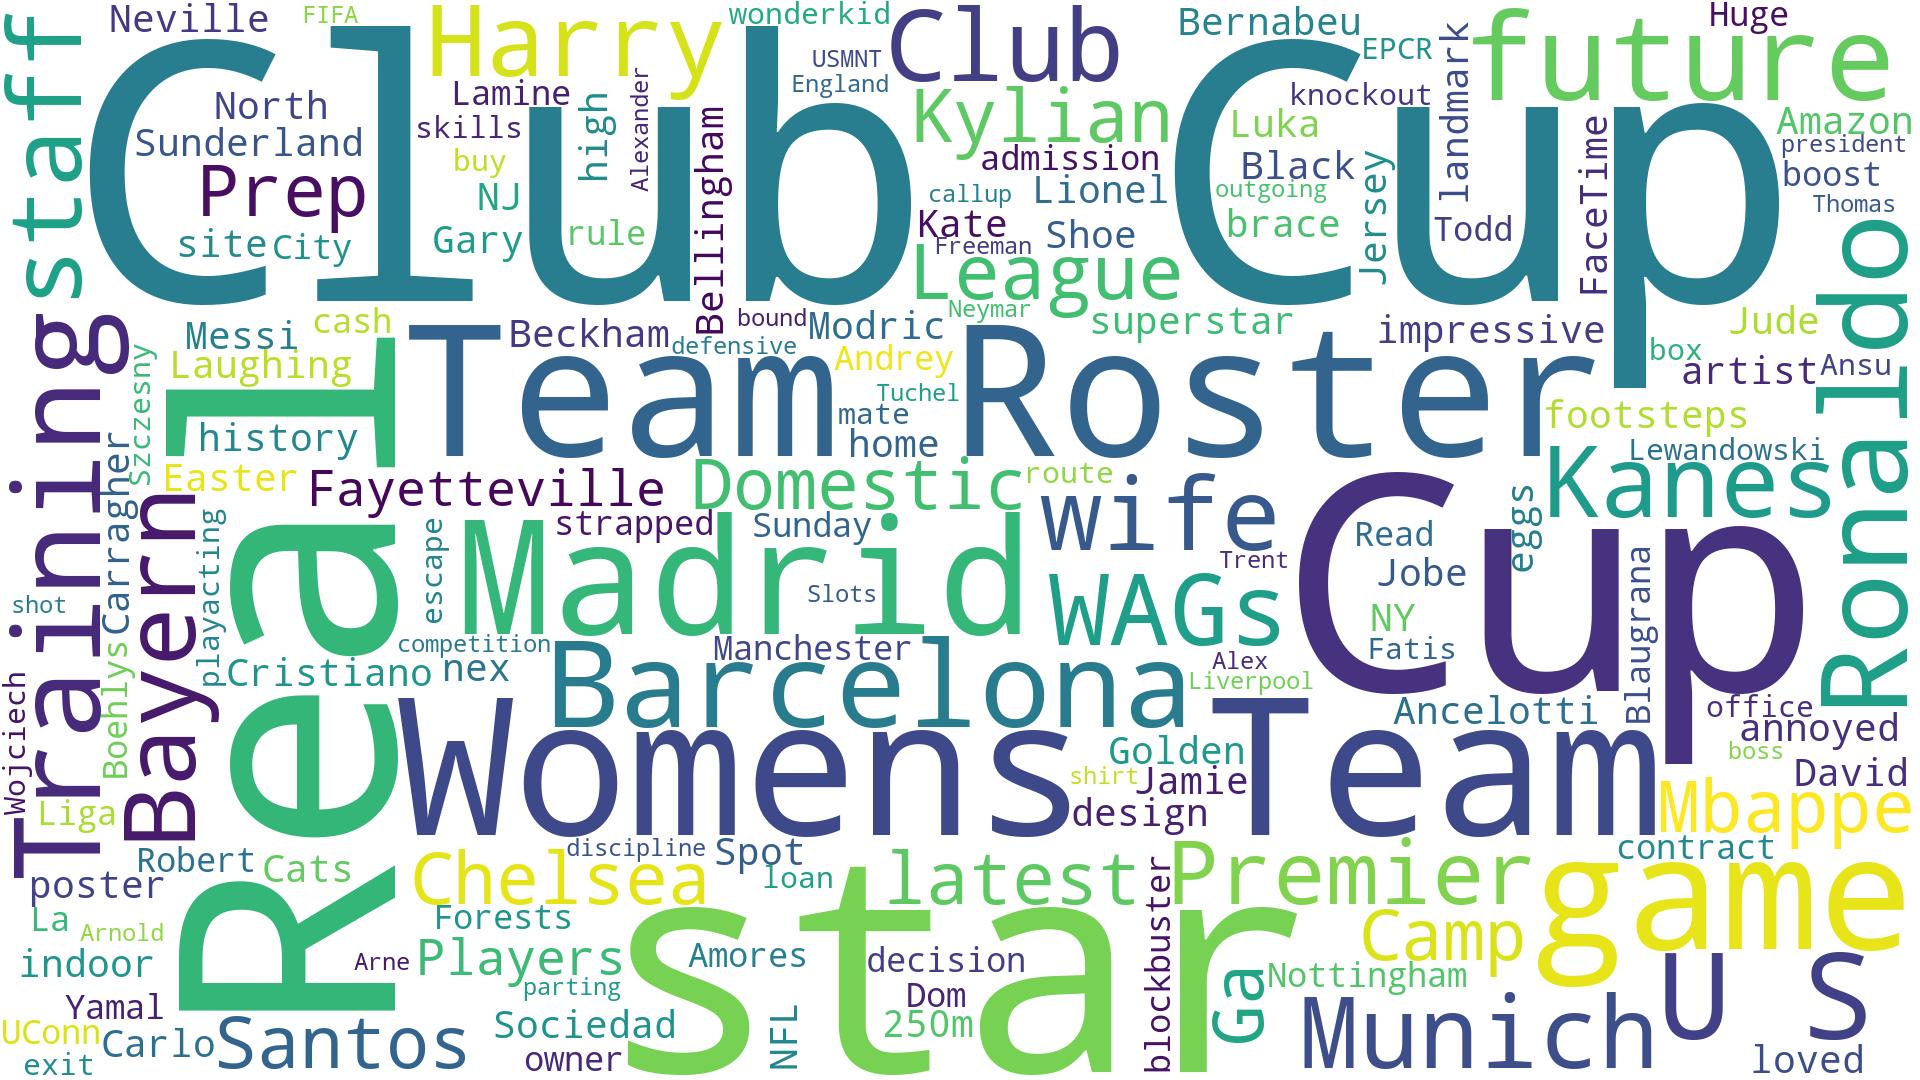 Neville
FIFA
Harry
wonderkid
Club
Bernabeu
Huge
future
staff
Club
Cup
USMNT
England
EPCR
landmark
North
Sunderland
Prep
site
City
Lamine
skills
buy
NJ
Gary
high
Alexander
rule
Bellingham
Kylian
admission
callup
Lionel
Kate
Freeman
Shoe
League
Neymar
superstar
knockout
Luka
Black
outgoing
brace
Jersey
Todd
FaceTime
Amazon
president
boost
Thomas
Ronaldo
Training
Messi
cash
Laughing
Szczesny
history
Easter
Carragher
Real
Team
Beckham
bound
defensive
Modric
Andrey
Tuchel
mate
home
Roster
impressive
Jude
box
artist
Ansu
footsteps
Lewandowski
Kanes
Fayetteville
Domestic
route
wife
strapped
Sunday
Madrid
Slots
Trent
WAGs
escape
Bayern
playacting
shot
Cup
Read
Jobe
NY
Fatis
eggs
Blaugrana
competition
Manchester
Cristiano
nex
Barcelona
Alex
Liverpool
Ancelotti
office
annoyed
boss
David
Wojciech
Boehlys
Liga
Womens
Team
Golden
shirt
Jamie
design
Mbappe
contract
Robert
poster
Cats
La
Arnold
indoor
Yamal
UConn
Carlo
exit
Santos
Chelsea
discipline
Spot
loan
latest
Premier
game
Forests
Players
Arne
parting
Sociedad
owner
star
Amores
NFL
decision
Dom
250m
blockbuster
Ga
Camp
Nottingham
Munich
U S
loved